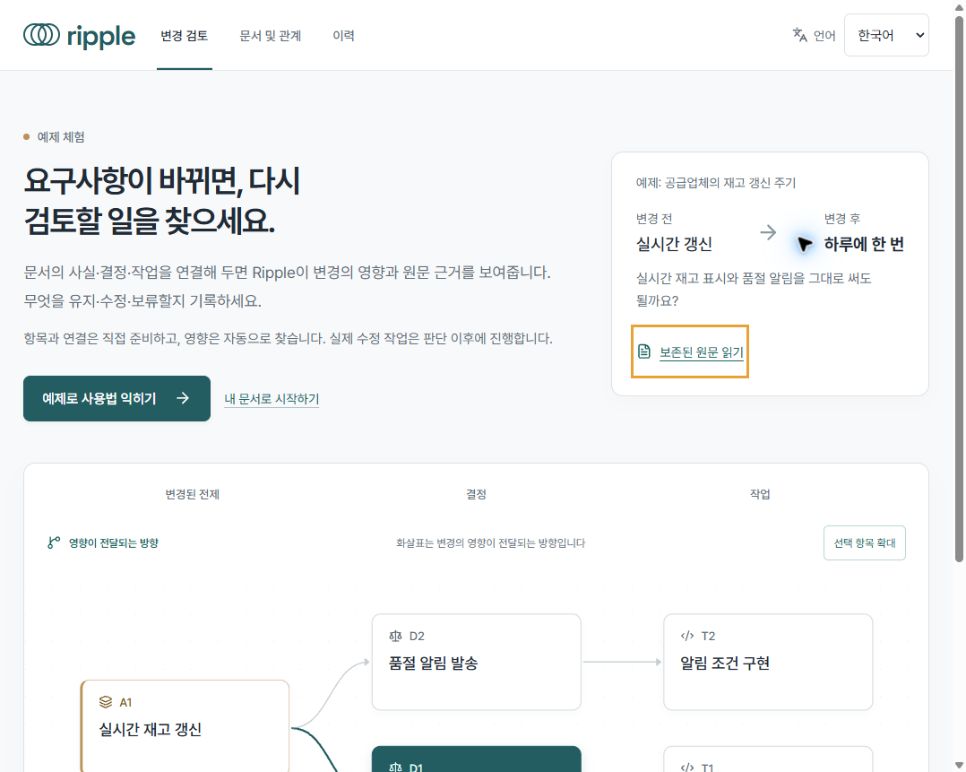 ripple
변경 검토
문서 및 관계
이력
언어
한국어
예제 체험
요구사항이 바뀌면, 다시
검토할 일을 찾으세요.
문서의 사실·결정·작업을 연결해 두면 Ripple이 변경의 영향과 원문 근거를 보여줍니다.
무엇을 유지·수정·보류할지 기록하세요.
항목과 연결은 직접 준비하고, 영향은 자동으로 찾습니다. 실제 수정 작업은 판단 이후에 진행합니다.
예제로 사용법 익히기
내 문서로 시작하기
예제: 공급업체의 재고 갱신 주기
변경 전
변경 후
실시간 갱신
하루에 한 번
실시간 재고 표시와 품절 알림을 그대로 써도
될까요?
보존된 원문 읽기
변경된 전제
결정
작업
영향이 전달되는 방향
화살표는 변경의 영향이 전달되는 방향입니다
선택 항목 확대
D2
품절 알림 발송
T2
알림 조건 구현
A1
실시간 재고 갱신
D1
T1